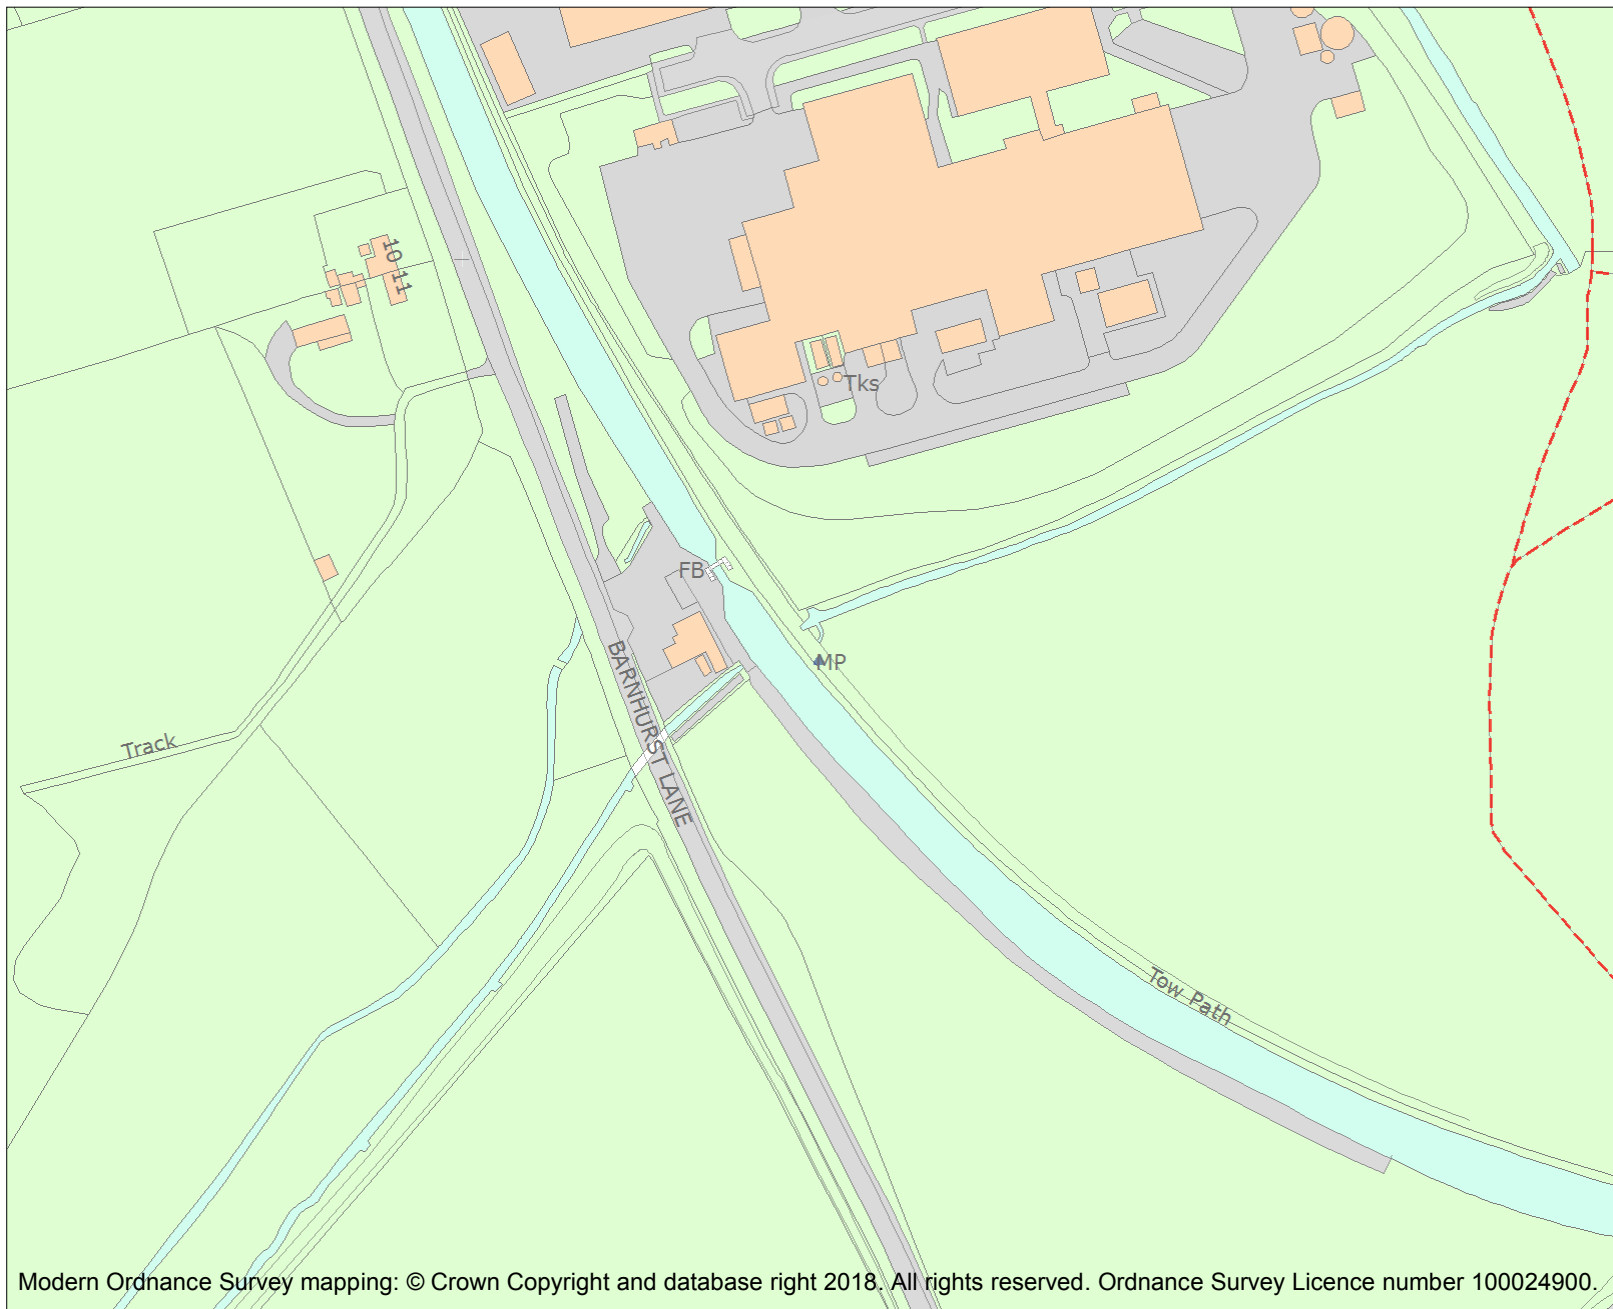 10
11
Tks
FB
MP
BARNHURST LANE
Track
Tow Path
Modern Ordnance Survey mapping: © Crown Copyright and database right 2018. All rights reserved. Ordnance Survey Licence number 100024900.